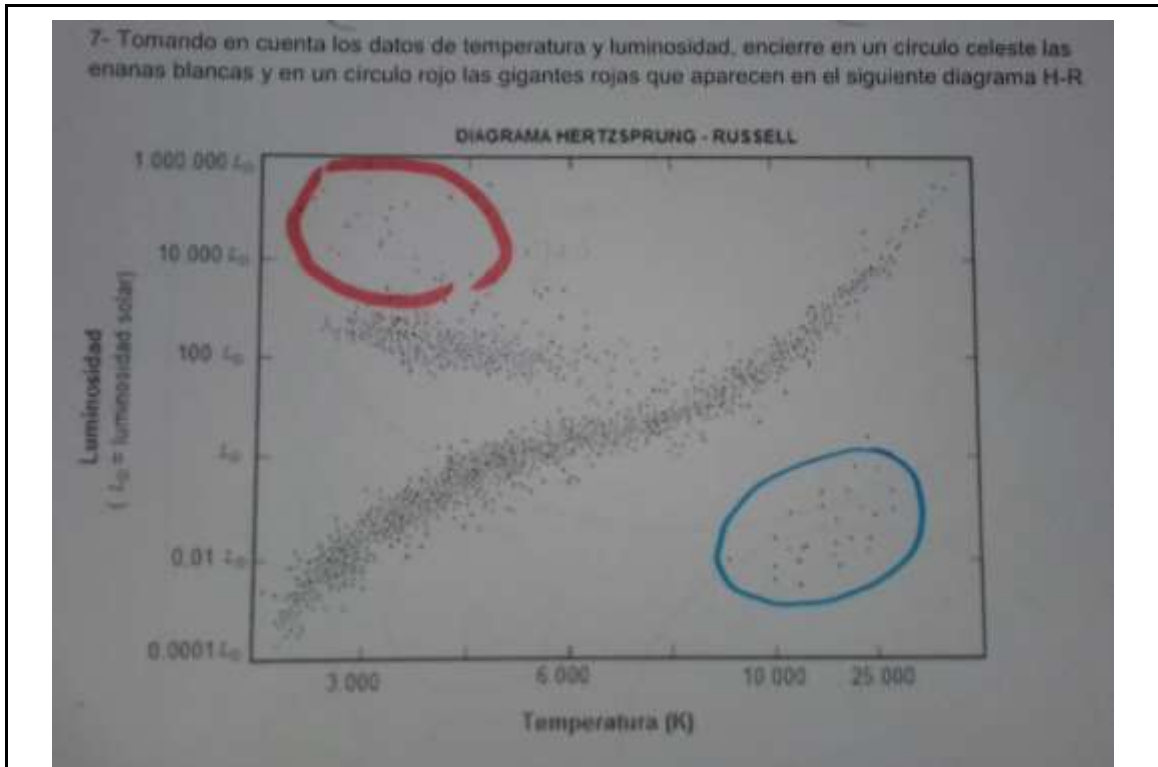 7- Tomando en cuenta los datos de temperatura y luminosidad, encierre en un círculo celeste las
enanas blancas y en un círculo rojo las gigantes rojas que aparecen en el siguiente diagrama H-R
DIAGRAMA HERTZSPRUNG - RUSSELL
1 000 000 L⊙
10 000 L⊙
100 L⊙
L⊙
0.01 L⊙
0.0001 L⊙
Luminosidad
( L⊙ = luminosidad solar)
3 000
6 000
10 000
25 000
Temperatura (K)